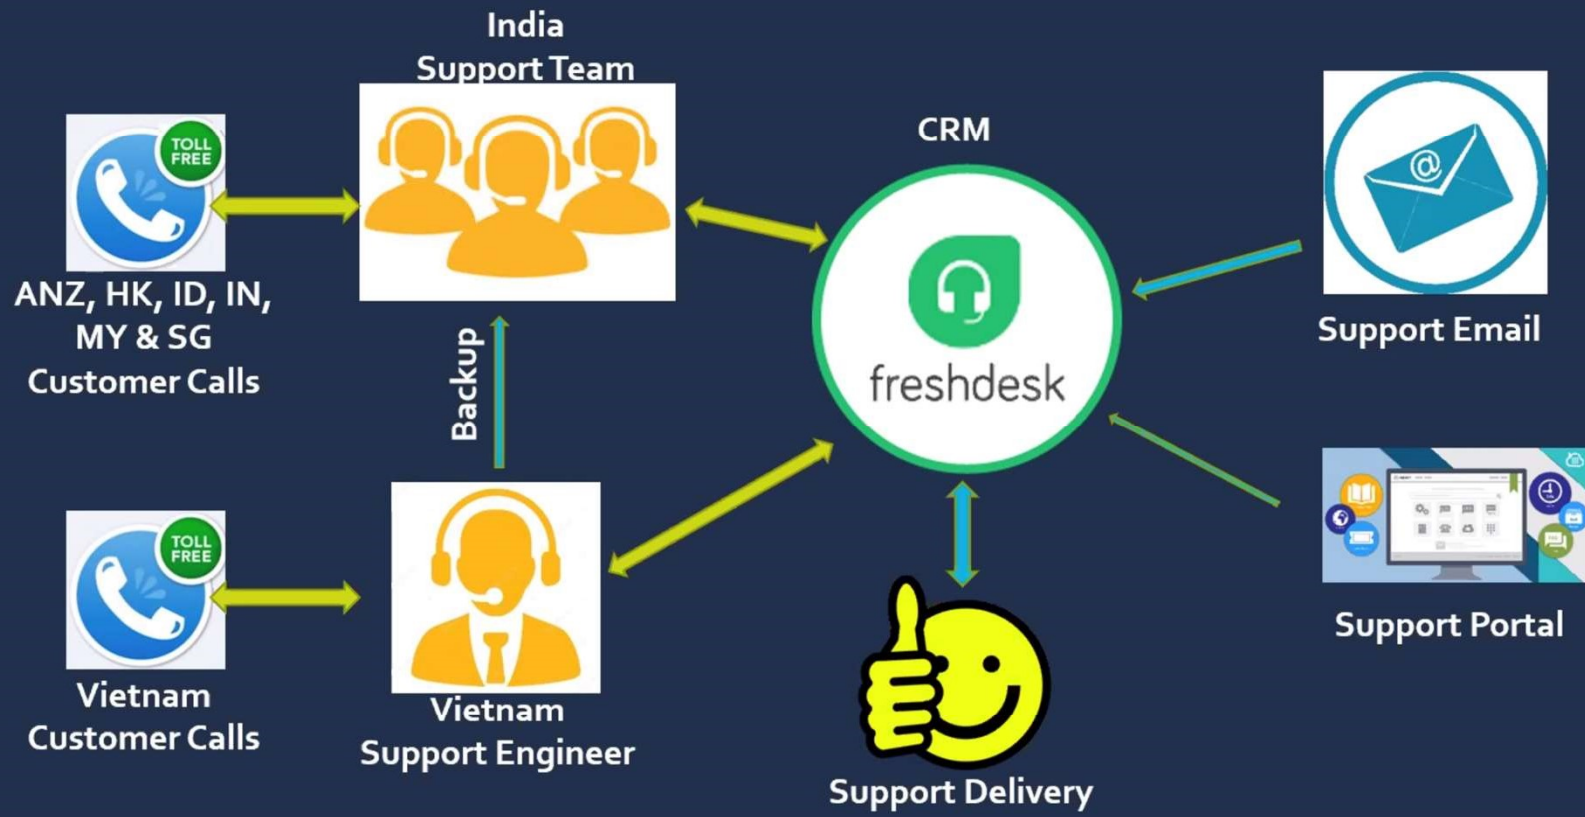 India
Support Team
TOLL
FREE
ANZ, HK, ID, IN,
MY & SG
Customer Calls
Backup
CRM
freshdesk
@
Support Email
Support Portal
TOLL
FREE
Vietnam
Customer Calls
Vietnam
Support Engineer
Support Delivery